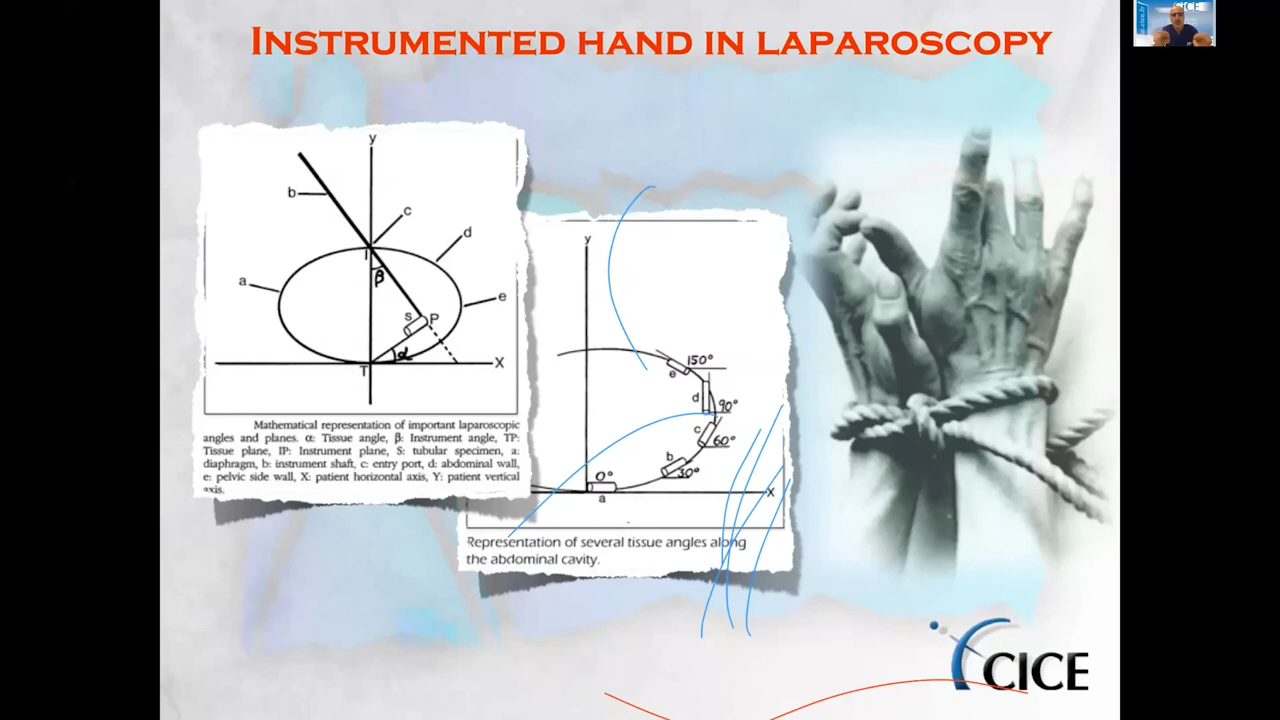 INSTRUMENTED HAND IN LAPAROSCOPY
CICE
y
b
c
d
I
β
a
e
S
P
α
X
T
Mathematical representation of important laparoscopic
angles and planes. α: Tissue angle, β: Instrument angle, TP:
Tissue plane, IP: Instrument plane, S: tubular specimen, a:
diaphragm, b: instrument shaft, c: entry port, d: abdominal wall,
e: pelvic side wall, X: patient horizontal axis, Y: patient vertical
axis.
y
150°
e
d
90°
c
60°
b
30°
0°
a
X
Representation of several tissue angles along
the abdominal cavity.
CICE